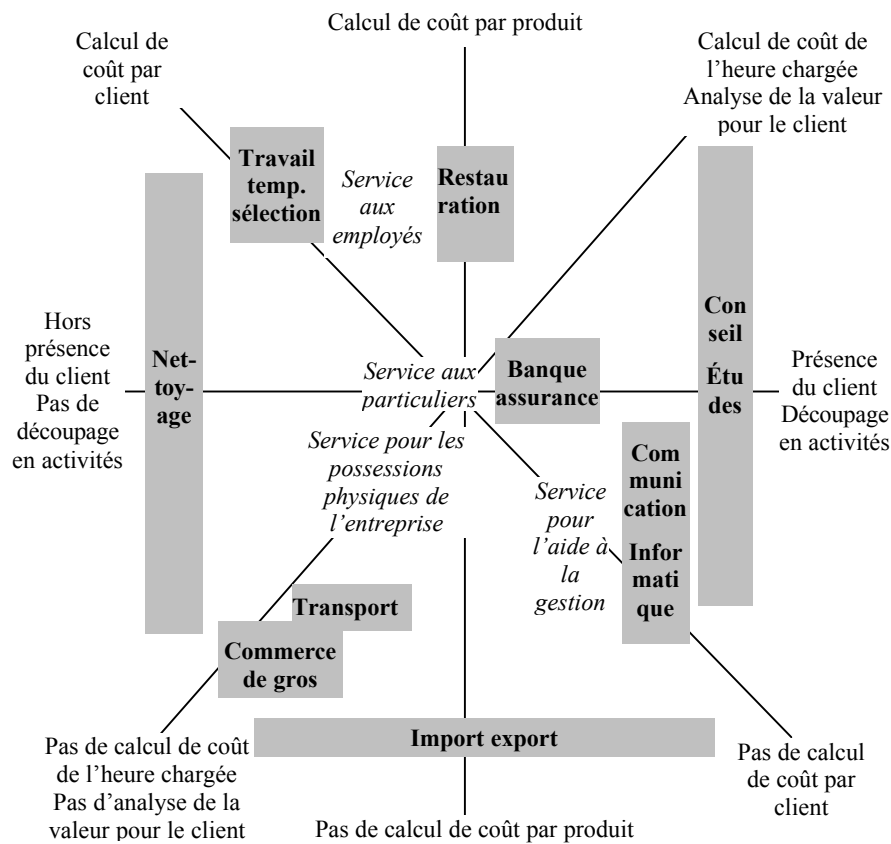 Calcul de coût par produit
Calcul de
coût par
client
Calcul de coût de
l’heure chargée
Analyse de la valeur
pour le client
Travail
temp.
sélection
Service
aux
employés
Restau
ration
Hors
présence
du client
Pas de
découpage
en activités
Net-
toy-
age
Service aux
particuliers
Banque
assurance
Con
seil
Étu
des
Présence
du client
Découpage
en activités
Service pour les
possessions
physiques de
l’entreprise
Service
pour
l’aide à
la
gestion
Com
muni
cation
Infor
mati
que
Transport
Commerce
de gros
Import export
Pas de calcul de coût
de l’heure chargée
Pas d’analyse de la
valeur pour le client
Pas de calcul de coût par produit
Pas de calcul
de coût par
client